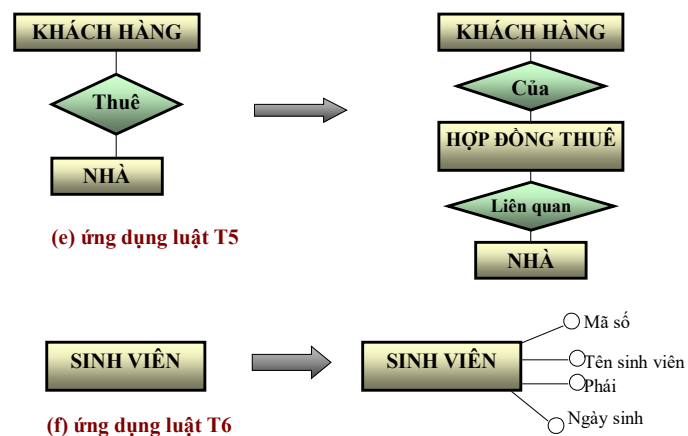 KHÁCH HÀNG
Thuê
NHÀ
(e) ứng dụng luật T5
KHÁCH HÀNG
Của
HỢP ĐỒNG THUÊ
Liên quan
NHÀ
SINH VIÊN
(f) ứng dụng luật T6
SINH VIÊN
Mã số
Tên sinh viên
Phái
Ngày sinh